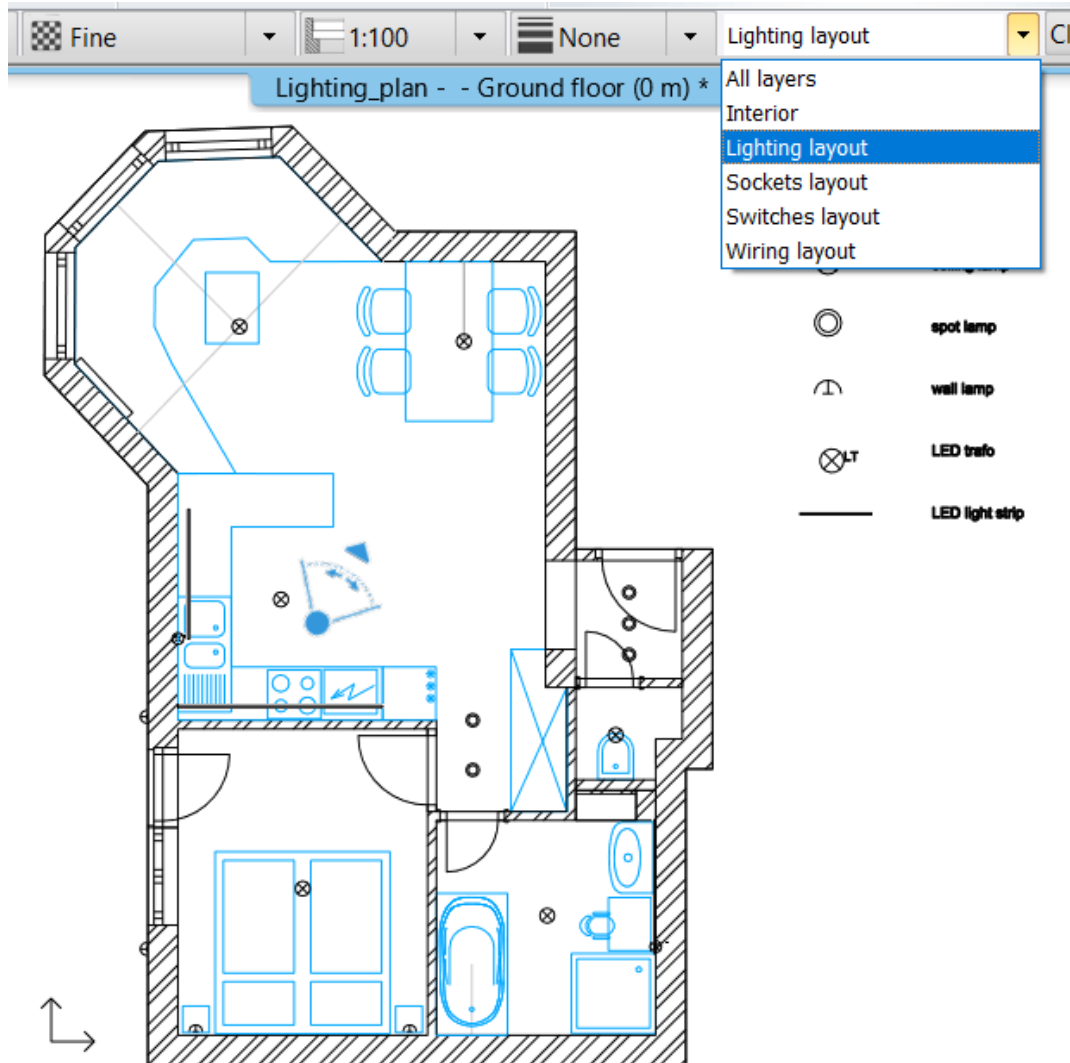 Fine
1:100
None
Lighting layout
Lighting_plan - - Ground floor (0 m) *
All layers
Interior
Lighting layout
Sockets layout
Switches layout
Wiring layout
spot lamp
wall lamp
LT
LED trafo
LED light strip